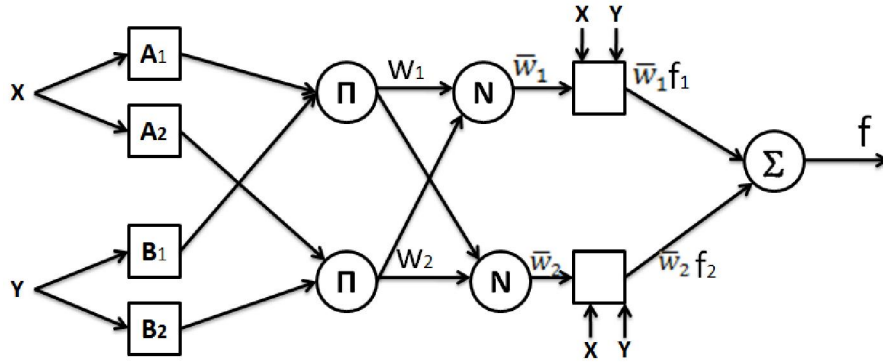 X Y
A1
Π W1 N w̅1 w̅1f1
X
A2
Σ f
B1
Π W2 N w̅2 w̅2 f2
Y
B2
X Y